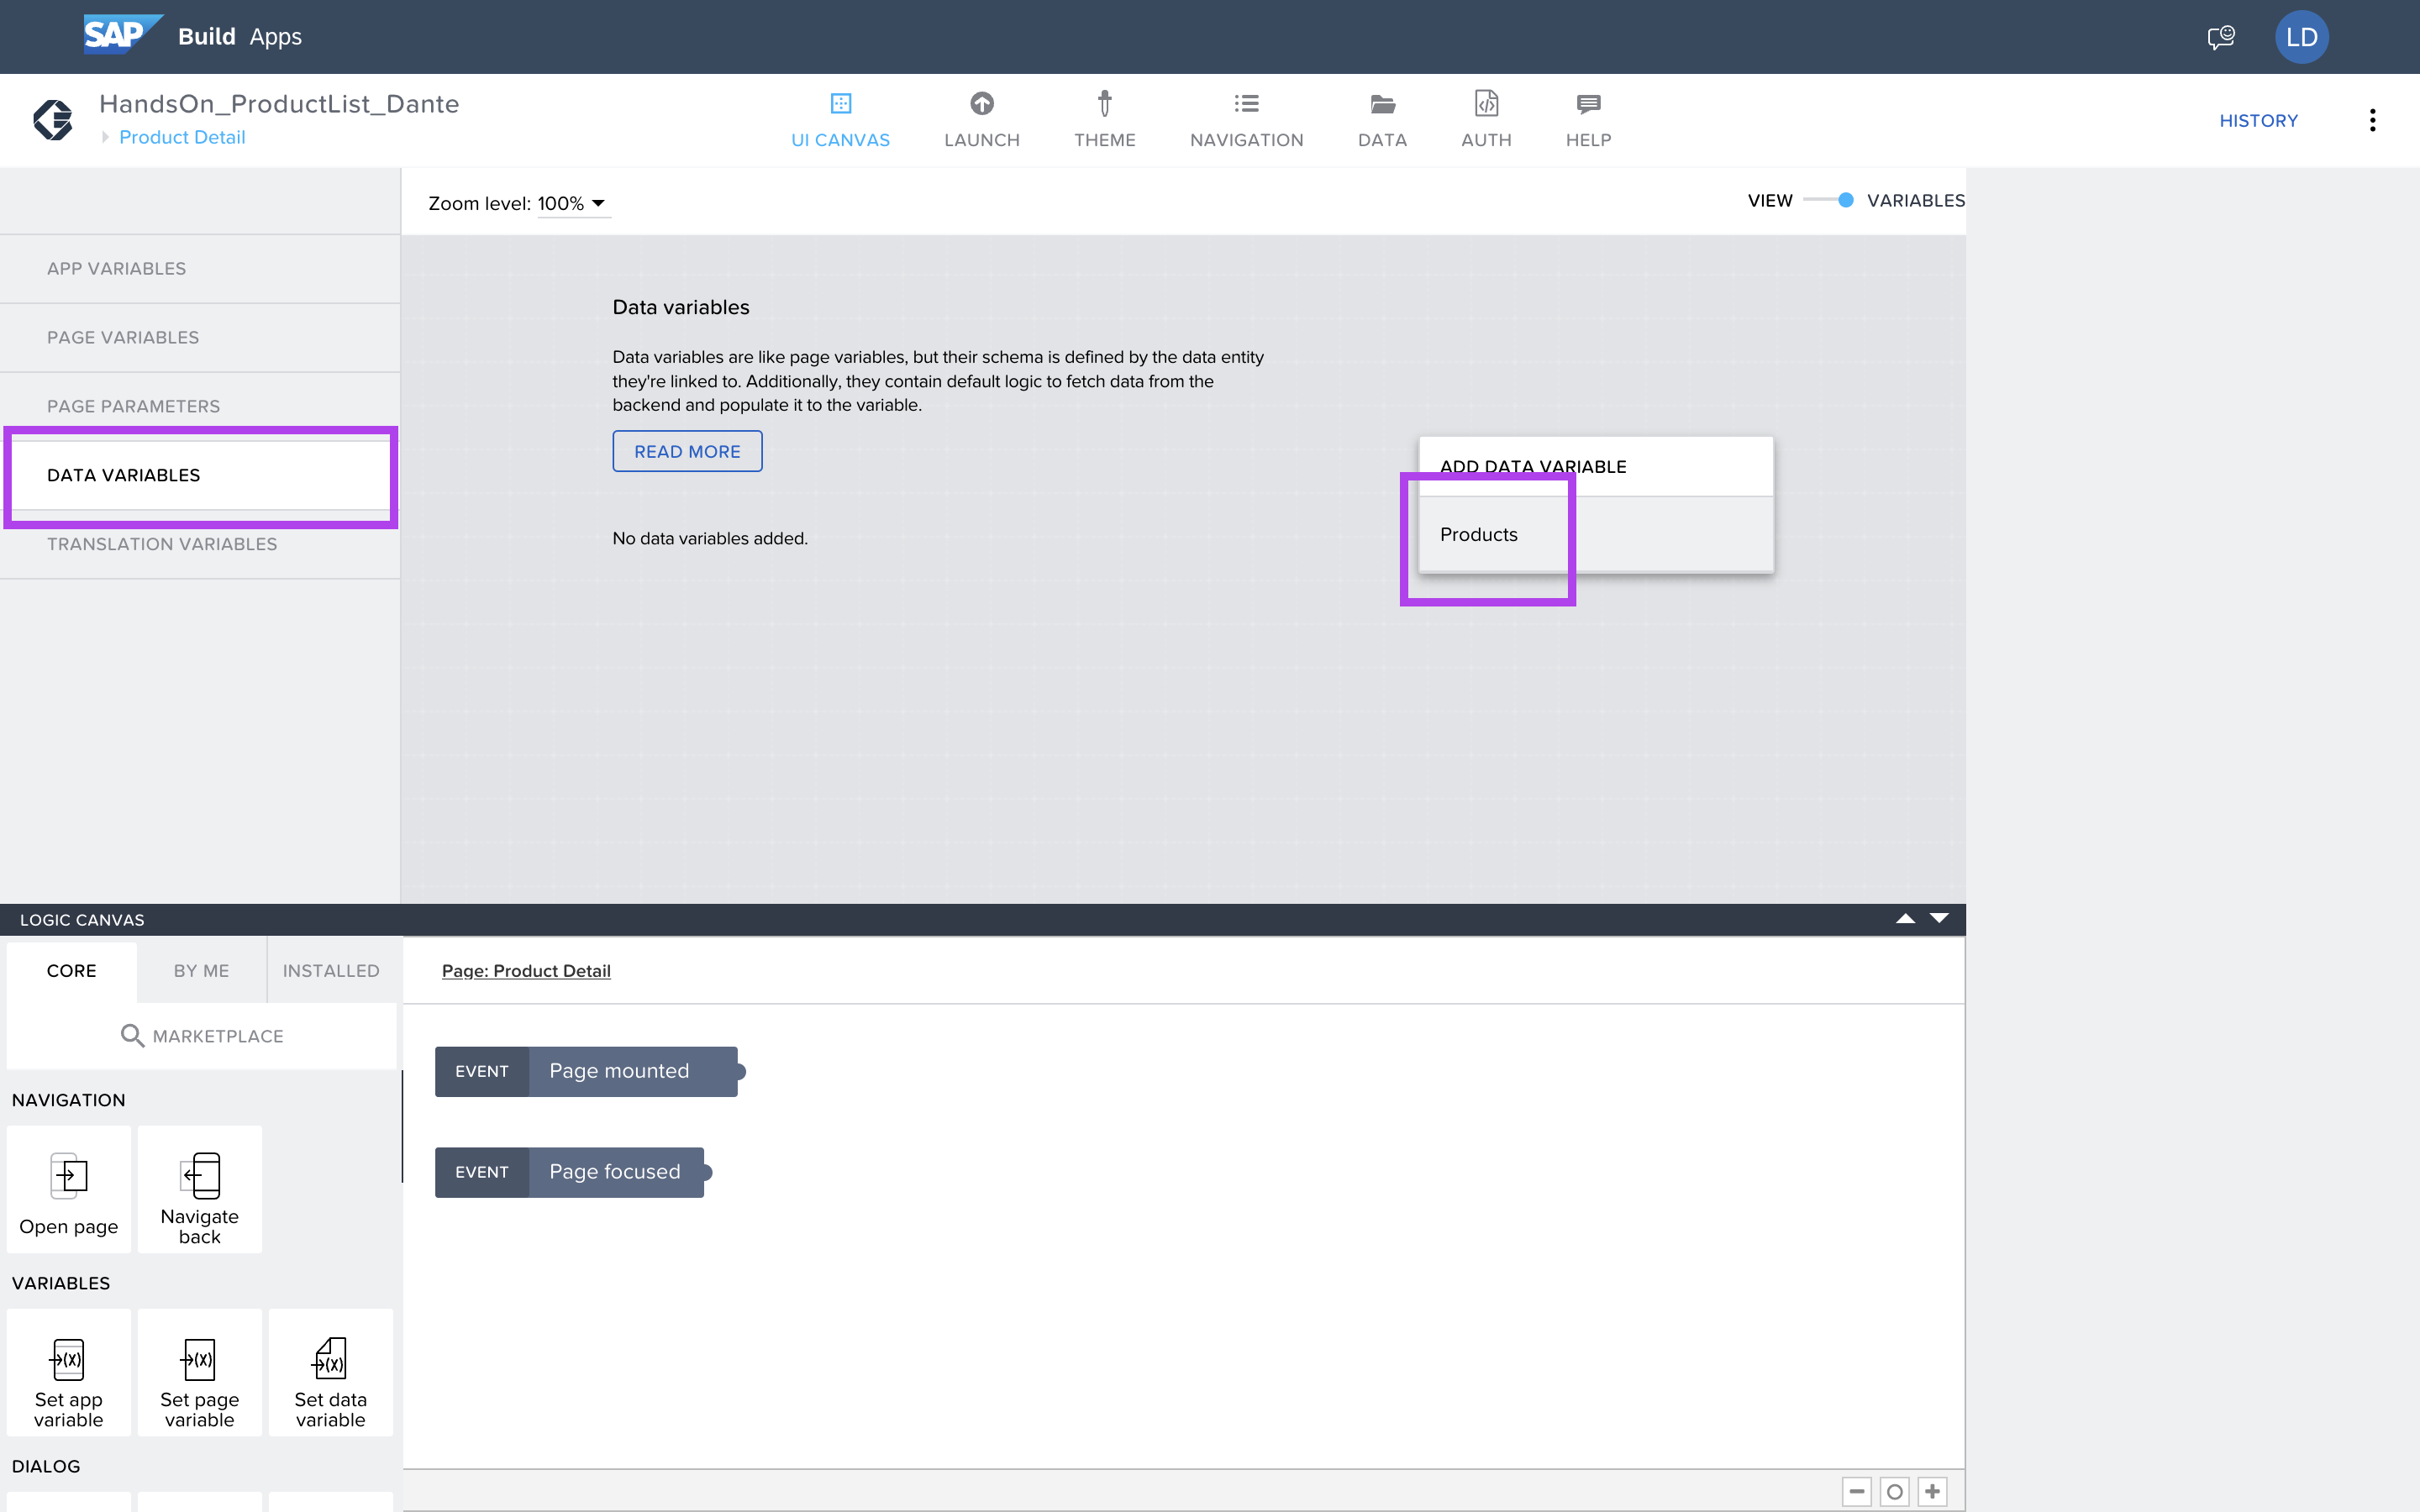 SAP Build Apps
LD
HandsOn_ProductList_Dante
Product Detail
UI CANVAS
LAUNCH
THEME
NAVIGATION
DATA
AUTH
HELP
HISTORY
Zoom level: 100%
VIEW
VARIABLES
APP VARIABLES
PAGE VARIABLES
PAGE PARAMETERS
DATA VARIABLES
TRANSLATION VARIABLES
Data variables
Data variables are like page variables, but their schema is defined by the data entity
they're linked to. Additionally, they contain default logic to fetch data from the
backend and populate it to the variable.
READ MORE
No data variables added.
ADD DATA VARIABLE
Products
LOGIC CANVAS
CORE
BY ME
INSTALLED
MARKETPLACE
NAVIGATION
Open page
Navigate
back
VARIABLES
(x)
(x)
(x)
Set app
variable
Set page
variable
Set data
variable
DIALOG
Page: Product Detail
EVENT Page mounted
EVENT Page focused